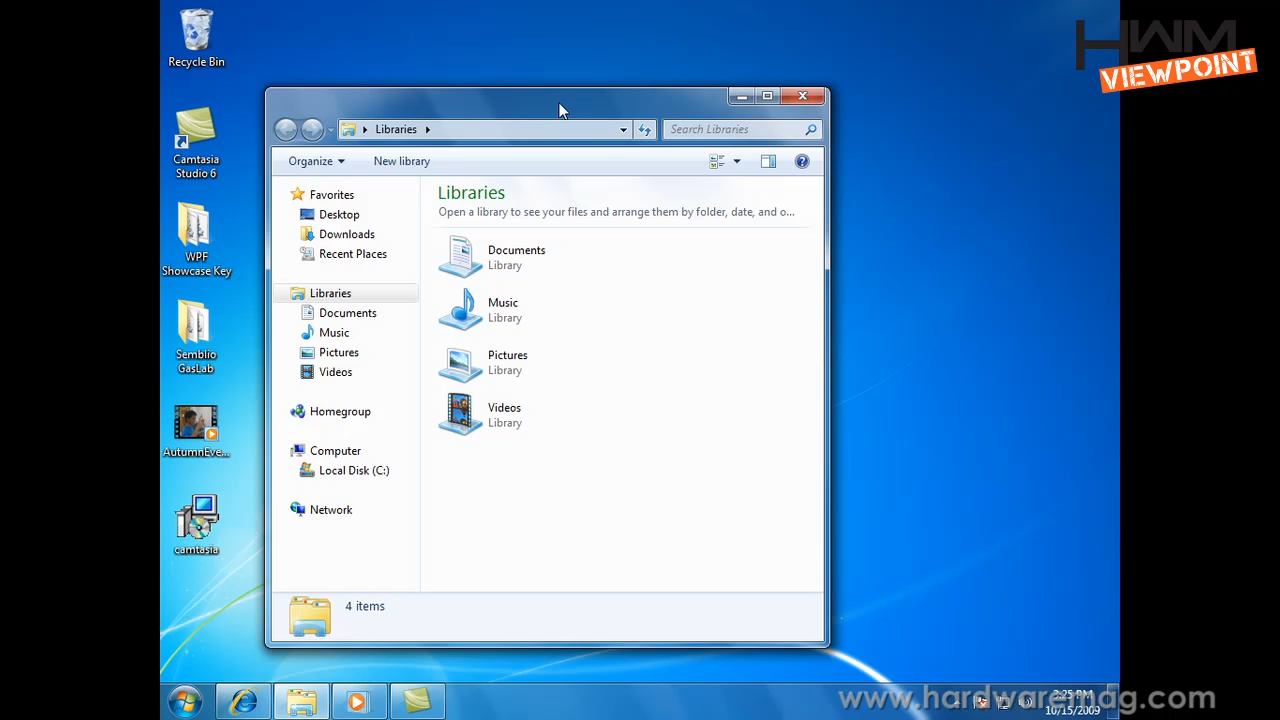 HWM
VIEWPOINT
Recycle Bin
Camtasia
Studio 6
WPF
Showcase Key
Semblio
GasLab
AutumnEve...
camtasia
Libraries
Search Libraries
Organize
New library
Favorites
Desktop
Downloads
Recent Places
Libraries
Documents
Music
Pictures
Videos
Homegroup
Computer
Local Disk (C:)
Network
Libraries
Open a library to see your files and arrange them by folder, date, and o...
Documents
Library
Music
Library
Pictures
Library
Videos
Library
4 items
www.hardwaremag.com
3:25 PM
10/15/2009